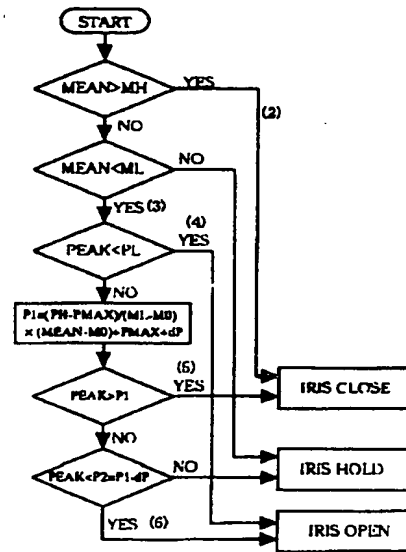 START
MEAN>MH
YES
(2)
NO
MEAN<ML
NO
YES (3)
(4)
PEAK<PL
YES
NO
P1=(PH-PMAX)/(ML-M0)
× (MEAN-M0)+PMAX+dP
(5)
PEAK>P1
YES
IRIS CLOSE
NO
PEAK<P2=P1-dP
NO
IRIS HOLD
YES (6)
IRIS OPEN